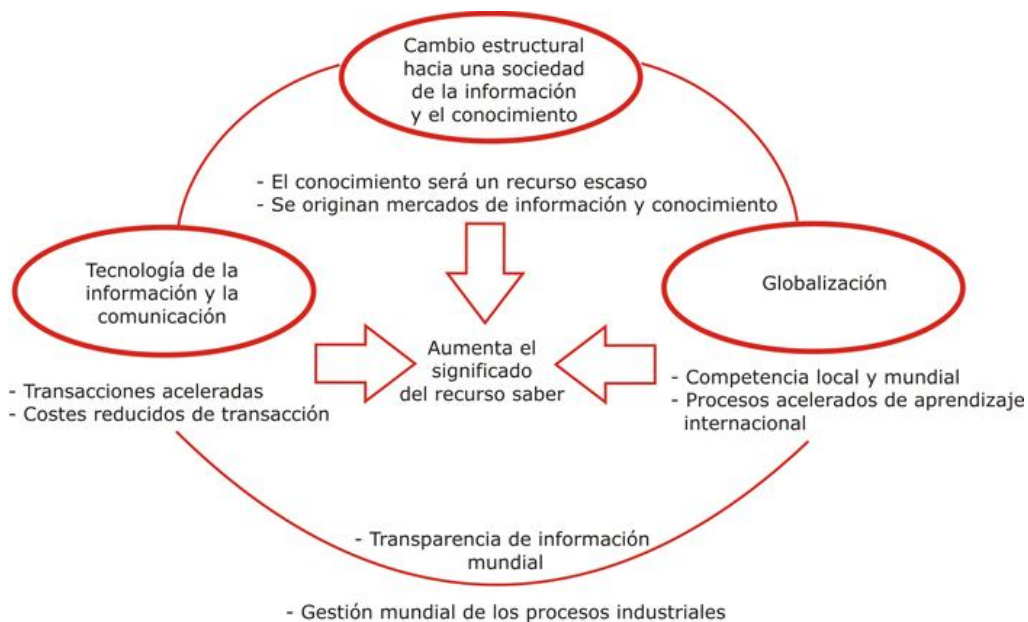 Cambio estructural
hacia una sociedad
de la información
y el conocimiento
- El conocimiento será un recurso escaso
- Se originan mercados de información y conocimiento
Tecnología de la
información y la
comunicación
Globalización
Aumenta el
significado
del recurso saber
- Transacciones aceleradas
- Costes reducidos de transacción
- Competencia local y mundial
- Procesos acelerados de aprendizaje
internacional
- Transparencia de información
mundial
- Gestión mundial de los procesos industriales